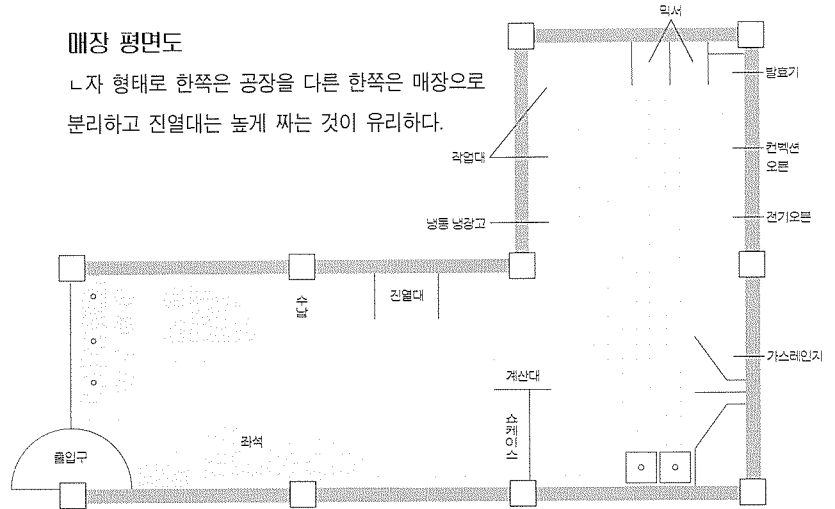 매장 평면도
ㄴ자 형태로 한쪽은 공장을 다른 한쪽은 매장으로
분리하고 진열대는 높게 짜는 것이 유리하다.
믹서
발효기
작업대
컨벡션
오븐
냉동 냉장고
전기오븐
수납
진열대
가스레인지
계산대
쇼케이스
좌석
출입구